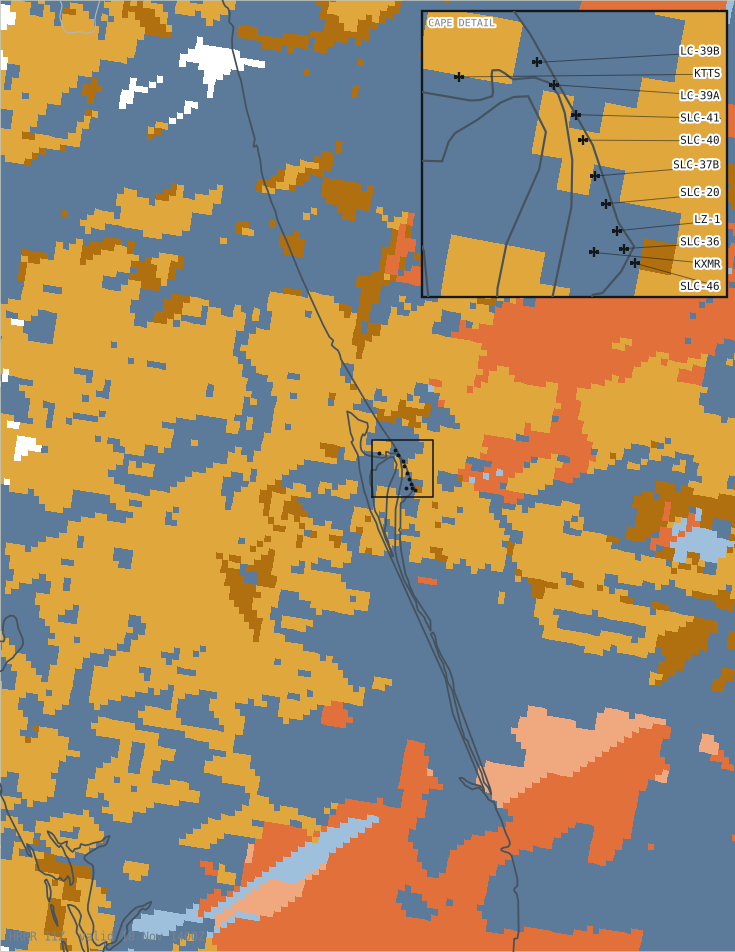 CAPE DETAIL
LC-39B
KTTS
LC-39A
SLC-41
SLC-40
SLC-37B
SLC-20
LZ-1
SLC-36
KXMR
SLC-46